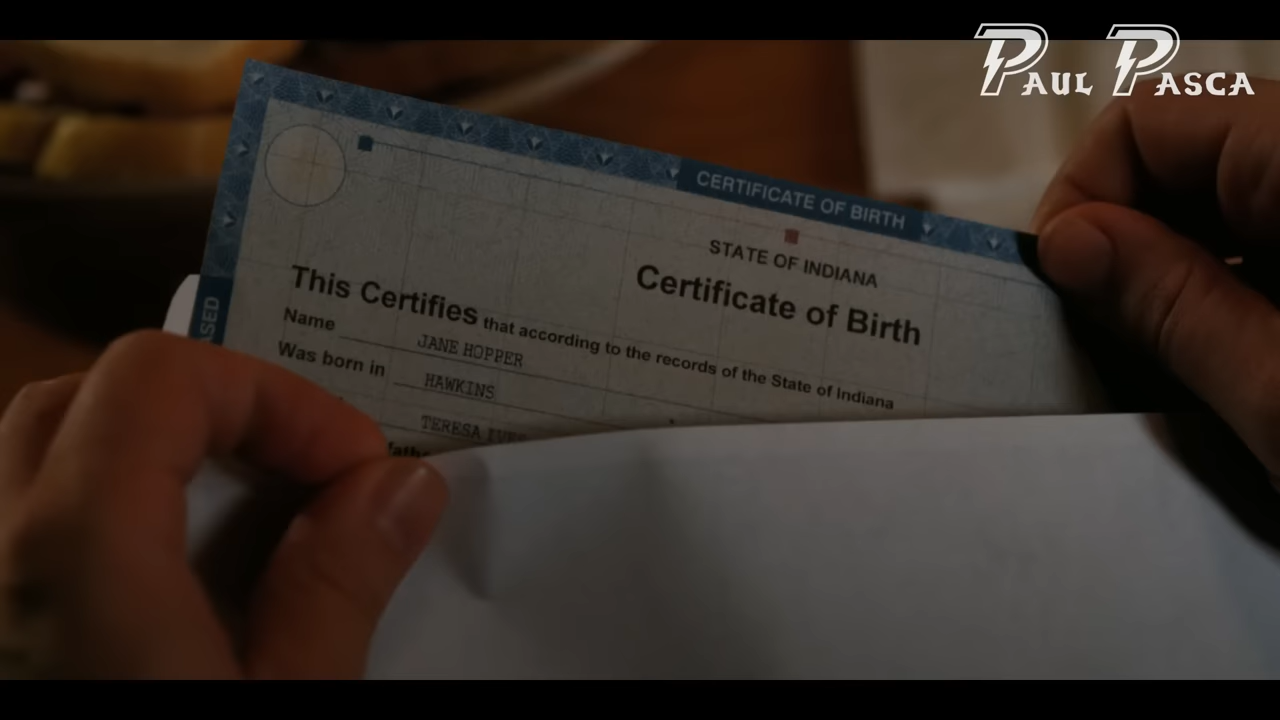 PAUL PASCA
CERTIFICATE OF BIRTH
STATE OF INDIANA
Certificate of Birth
This Certifies that according to the records of the State of Indiana
Name JANE HOPPER
Was born in HAWKINS
TERESA